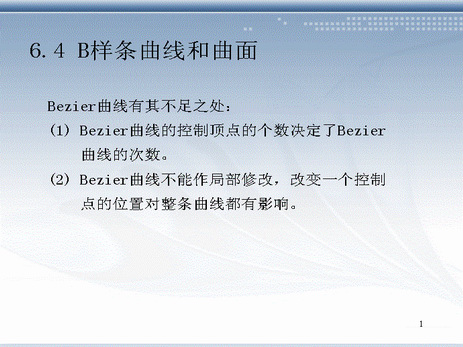 6.4 B样条曲线和曲面
Bezier曲线有其不足之处：
(1) Bezier曲线的控制顶点的个数决定了Bezier
曲线的次数。
(2) Bezier曲线不能作局部修改，改变一个控制
点的位置对整条曲线都有影响。
1